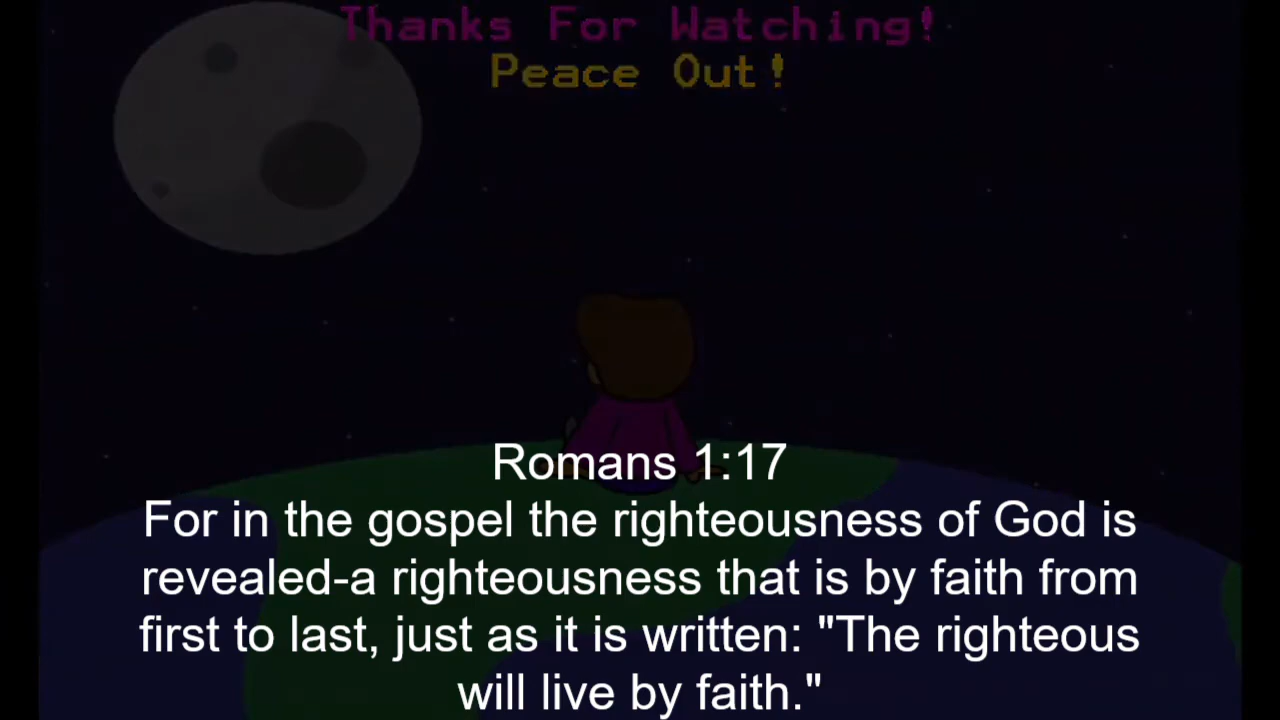 Thanks For Watching!
Peace Out!
Romans 1:17
For in the gospel the righteousness of God is
revealed-a righteousness that is by faith from
first to last, just as it is written: "The righteous
will live by faith."